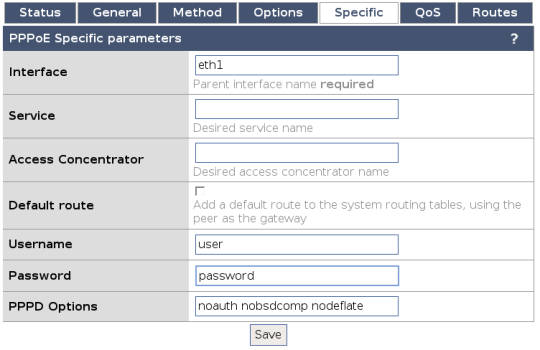 Status General Method Options Specific QoS Routes
PPPoE Specific parameters ?
Interface eth1
Parent interface name required
Service
Desired service name
Access Concentrator
Desired access concentrator name
Default route
Add a default route to the system routing tables, using the
peer as the gateway
Username user
Password password
PPPD Options noauth nobsdcomp nodeflate
Save